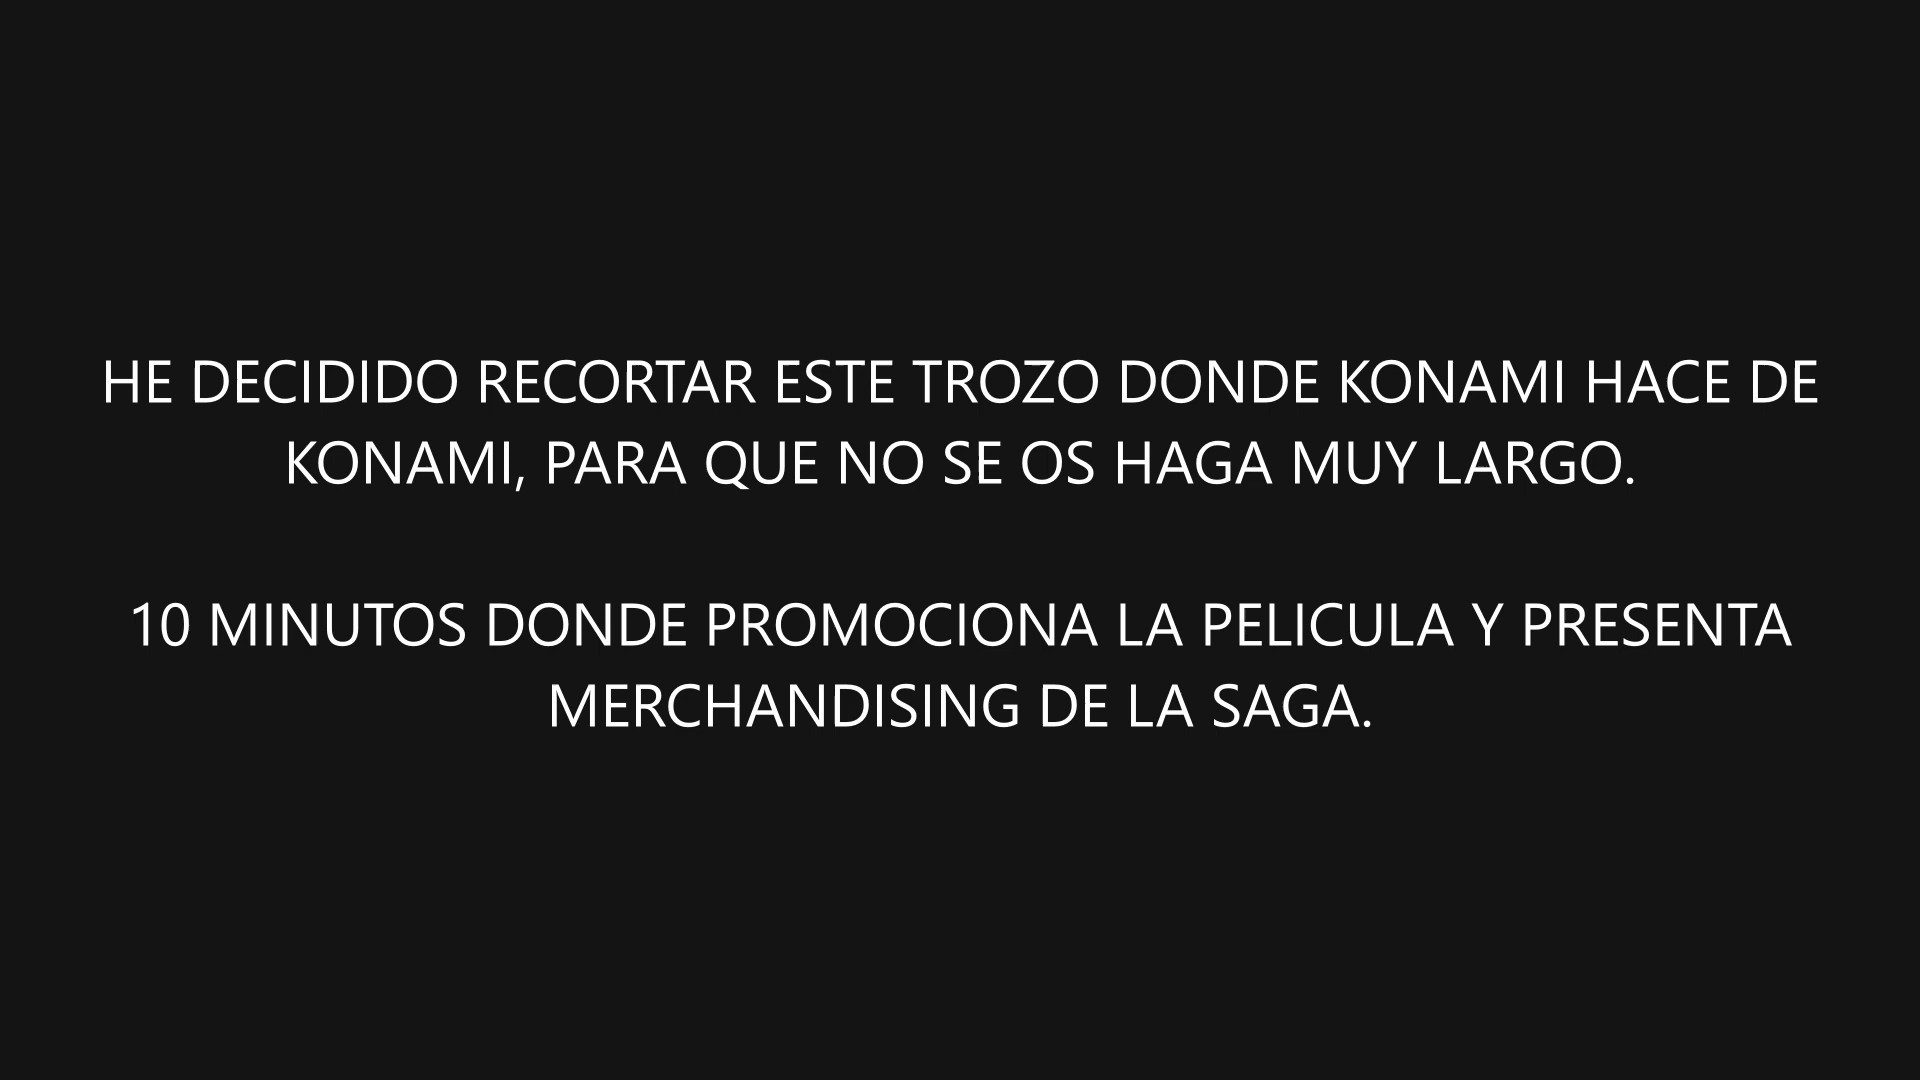 HE DECIDIDO RECORTAR ESTE TROZO DONDE KONAMI HACE DE
KONAMI, PARA QUE NO SE OS HAGA MUY LARGO.
10 MINUTOS DONDE PROMOCIONA LA PELICULA Y PRESENTA
MERCHANDISING DE LA SAGA.